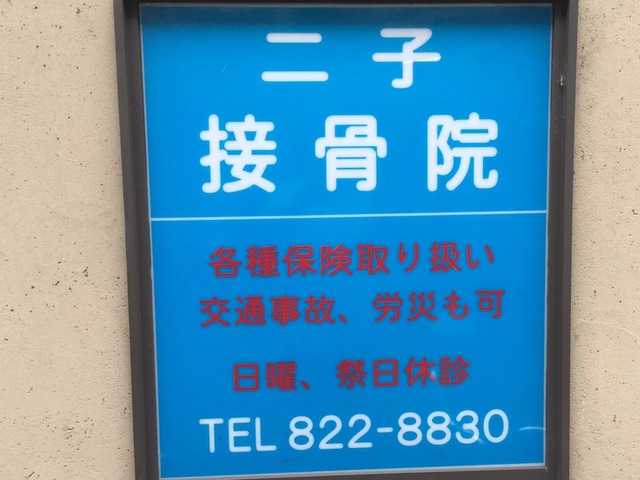 二子
接骨院
各種保険取り扱い
交通事故、労災も可
日曜、祭日休診
TEL 822-8830